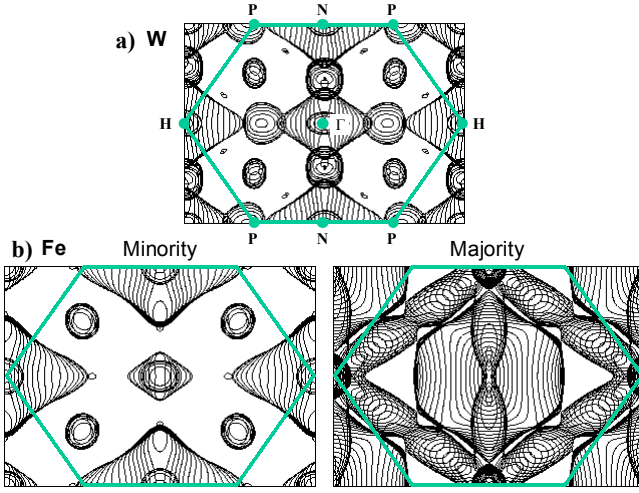 P N P
a) W
H Γ H
P N P
b) Fe Minority Majority